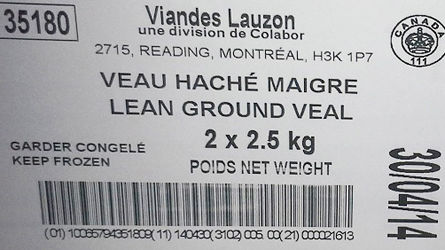 35180
Viandes Lauzon
une division de Colabor
2715, READING, MONTRÉAL, H3K 1P7
CANADA
111
VEAU HACHÉ MAIGRE
LEAN GROUND VEAL
GARDER CONGELÉ
KEEP FROZEN
2 x 2.5 kg
POIDS NET WEIGHT
30/04/14
(01)10065794351809(11)140430(3102)005.00(21)0000021613